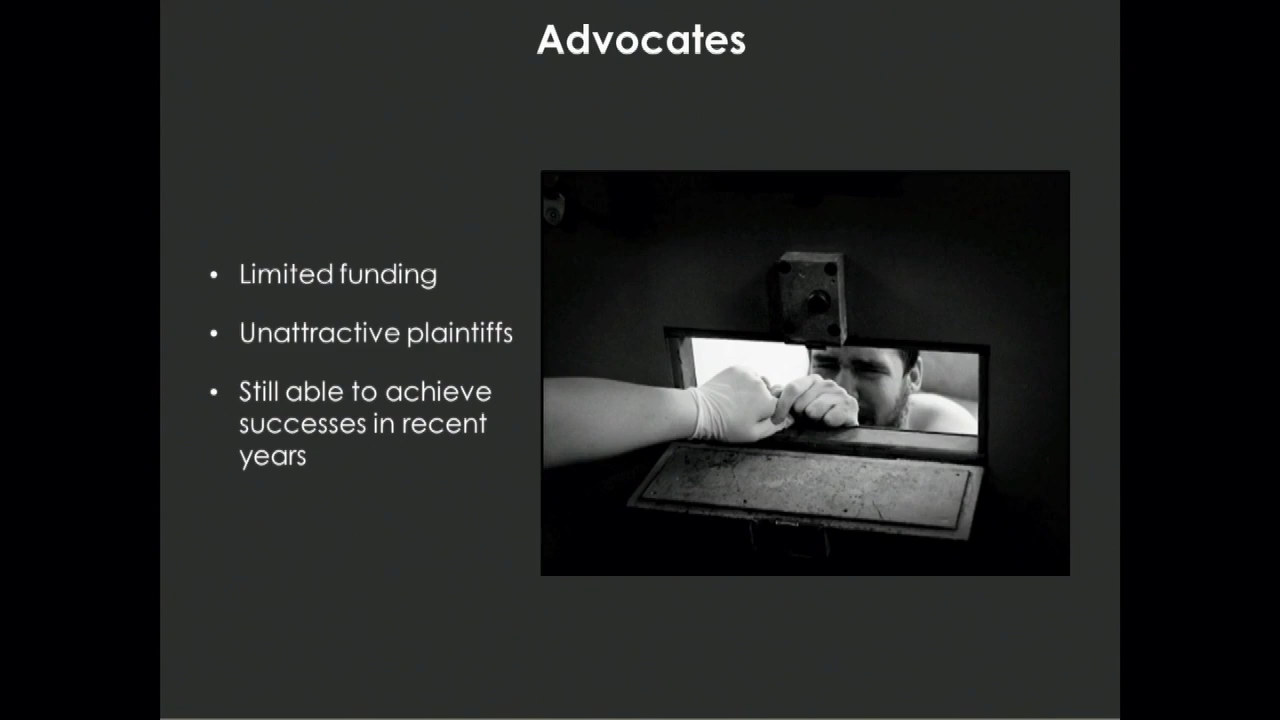 Advocates
• Limited funding
• Unattractive plaintiffs
• Still able to achieve
successes in recent
years